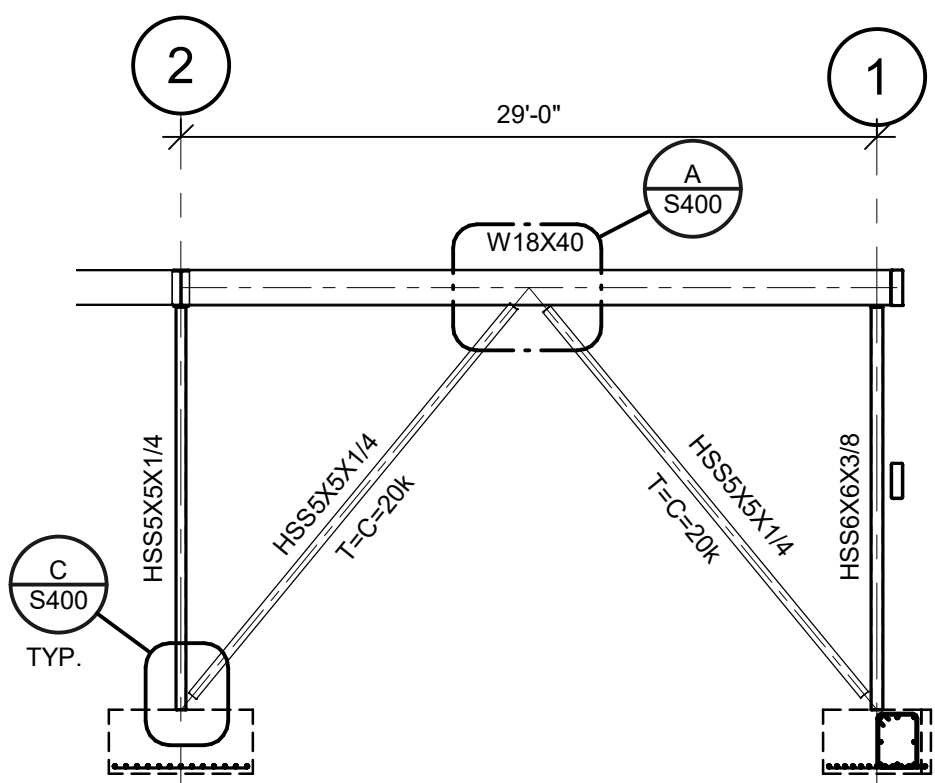 2
1
29'-0"
A
S400
W18X40
HSS5X5X1/4
HSS5X5X1/4
T=C=20k
HSS5X5X1/4
T=C=20k
HSS6X6X3/8
C
S400
TYP.